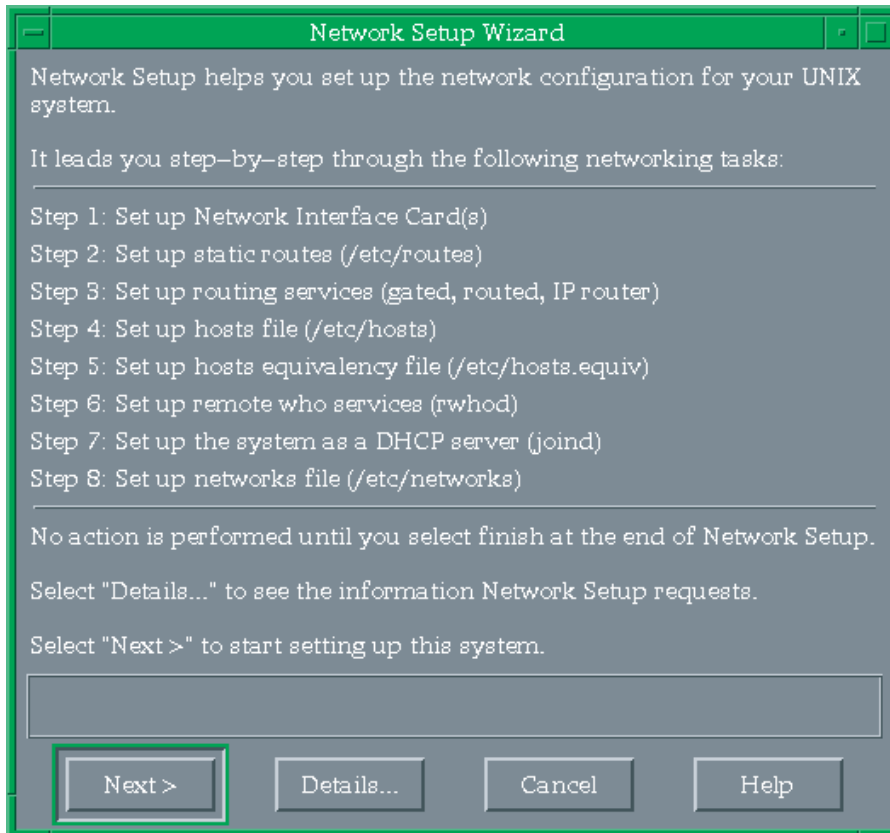 Network Setup Wizard
Network Setup helps you set up the network configuration for your UNIX
system.
It leads you step–by–step through the following networking tasks:
Step 1: Set up Network Interface Card(s)
Step 2: Set up static routes (/etc/routes)
Step 3: Set up routing services (gated, routed, IP router)
Step 4: Set up hosts file (/etc/hosts)
Step 5: Set up hosts equivalency file (/etc/hosts.equiv)
Step 6: Set up remote who services (rwhod)
Step 7: Set up the system as a DHCP server (joind)
Step 8: Set up networks file (/etc/networks)
No action is performed until you select finish at the end of Network Setup.
Select "Details..." to see the information Network Setup requests.
Select "Next >" to start setting up this system.
Next > Details... Cancel Help